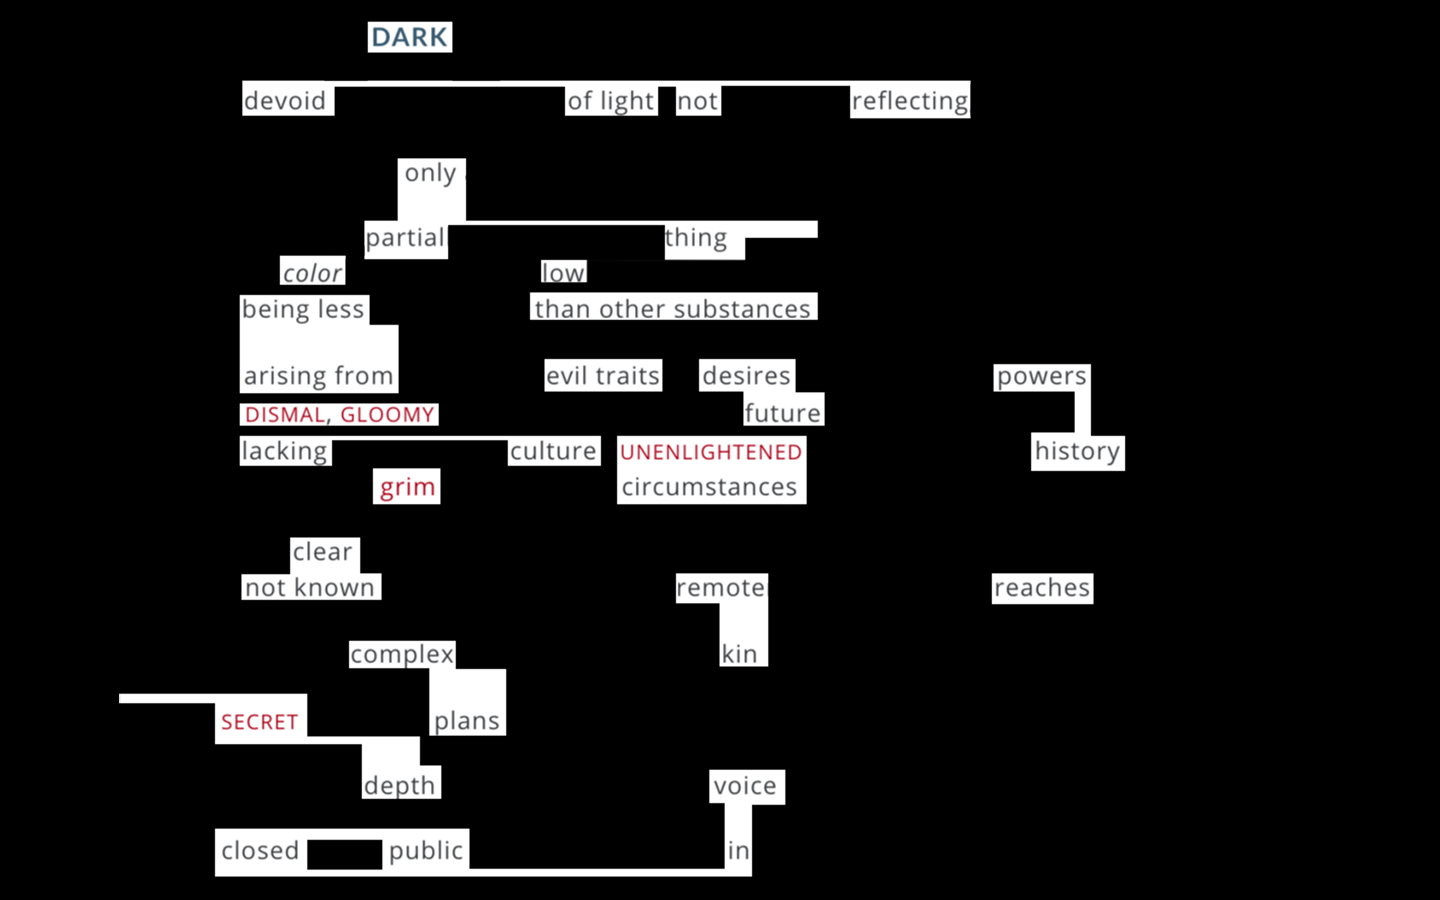 DARK
devoid of light not reflecting
only
partial thing
color low
being less than other substances
arising from evil traits desires powers
DISMAL, GLOOMY future
lacking culture UNENLIGHTENED history
grim circumstances
clear
not known remote reaches
complex kin
SECRET plans
depth voice
closed public in